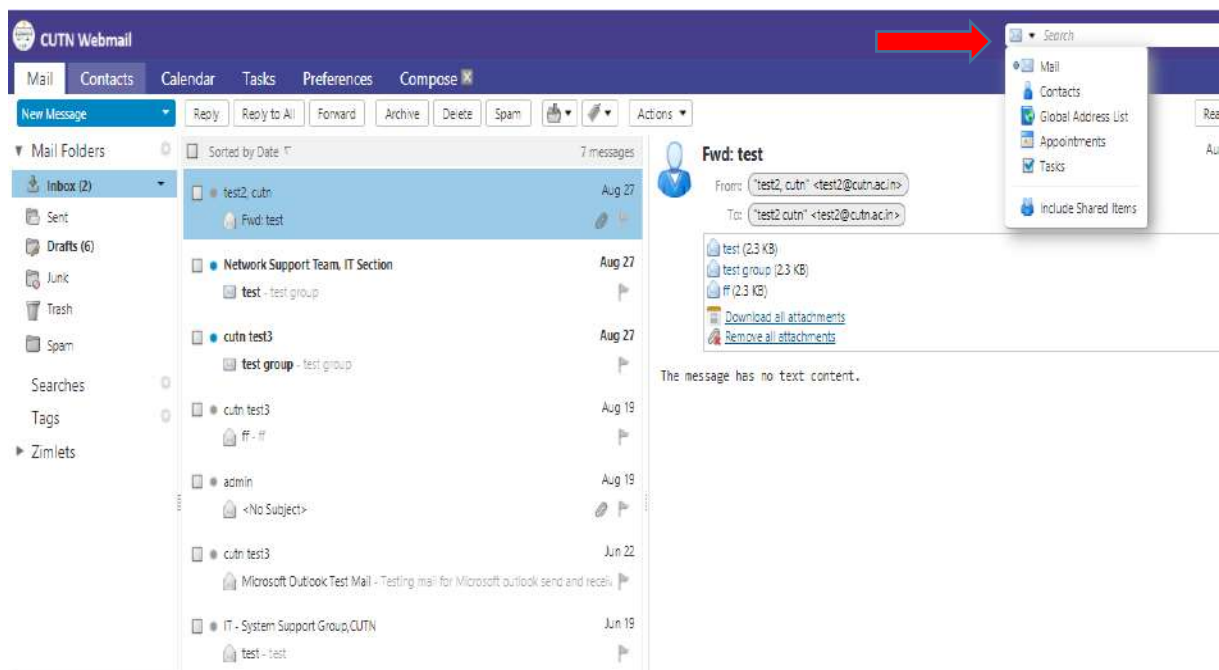 CUTN Webmail
Search
Mail Contacts Calendar Tasks Preferences Compose
Mail
Contacts
Global Address List
Appointments
Tasks
Include Shared Items
New Message
Reply Reply to All Forward Archive Delete Spam Actions
Mail Folders
Inbox (2)
Sent
Drafts (6)
Junk
Trash
Spam
Searches
Tags
Zimlets
Sorted by Date 7 messages
test2, cutn Aug 27
Fwd: test
Network Support Team, IT Section Aug 27
test - test group
cutn test3 Aug 27
test group - test group
cutn test3 Aug 19
ff - ff
admin Aug 19
<No Subject>
cutn test3 Jun 22
Microsoft Outlook Test Mail - Testing mail for Microsoft outlook send and receiv
IT - System Support Group,CUTN Jun 19
test - test
Fwd: test
From: "test2, cutn" <test2@cutn.ac.in>
To: "test2 cutn" <test2@cutn.ac.in>
test (2.3 KB)
test group (2.3 KB)
ff (2.3 KB)
Download all attachments
Remove all attachments
The message has no text content.
Rea
Au